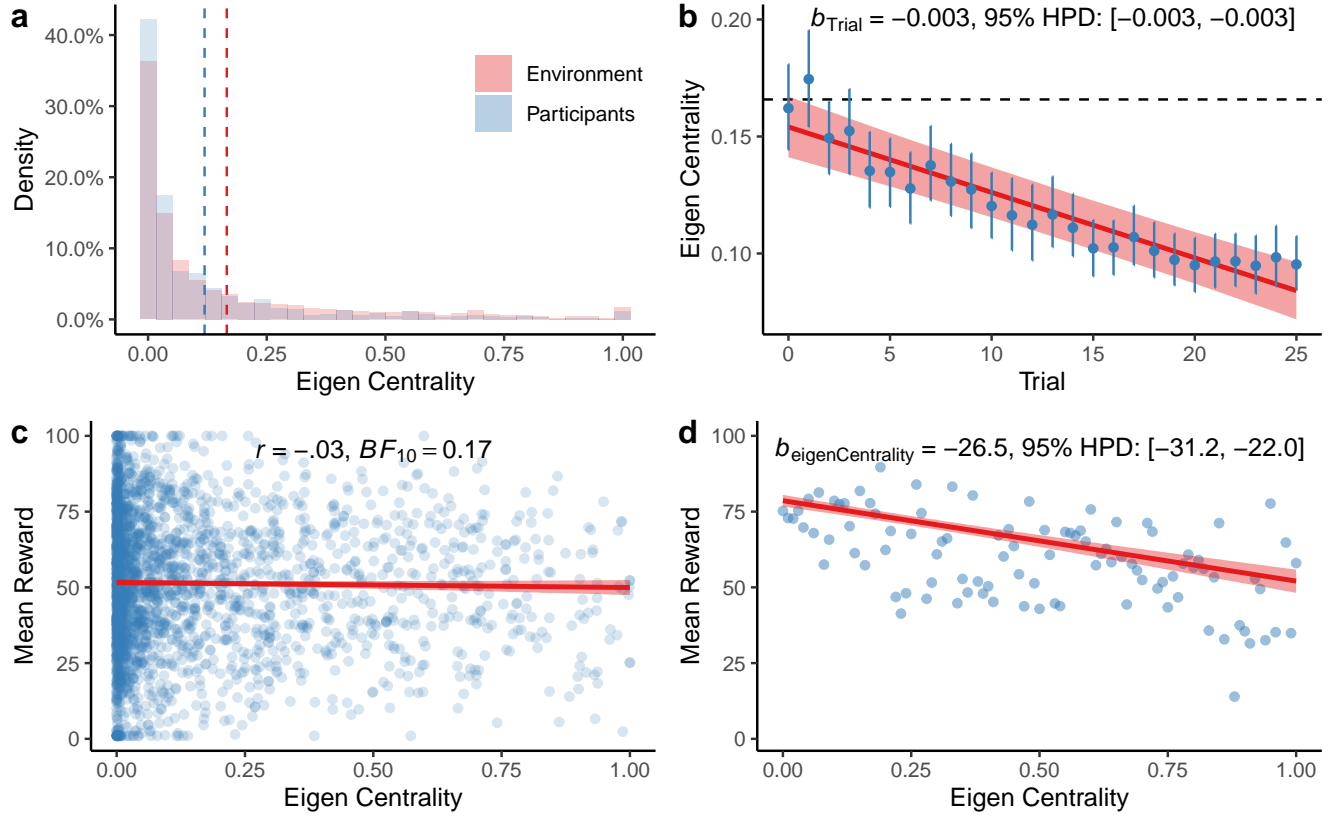 a
40.0%
30.0%
20.0%
10.0%
0.0%
Density
0.00
0.25
0.50
0.75
1.00
Eigen Centrality
Environment
Participants
b
b_Trial = −0.003, 95% HPD: [−0.003, −0.003]
0.20
0.15
0.10
Eigen Centrality
0
5
10
15
20
25
Trial
c
r = −.03, BF₁₀ = 0.17
100
75
50
25
0
Mean Reward
0.00
0.25
0.50
0.75
1.00
Eigen Centrality
d
b_eigenCentrality = −26.5, 95% HPD: [−31.2, −22.0]
100
75
50
25
0
Mean Reward
0.00
0.25
0.50
0.75
1.00
Eigen Centrality